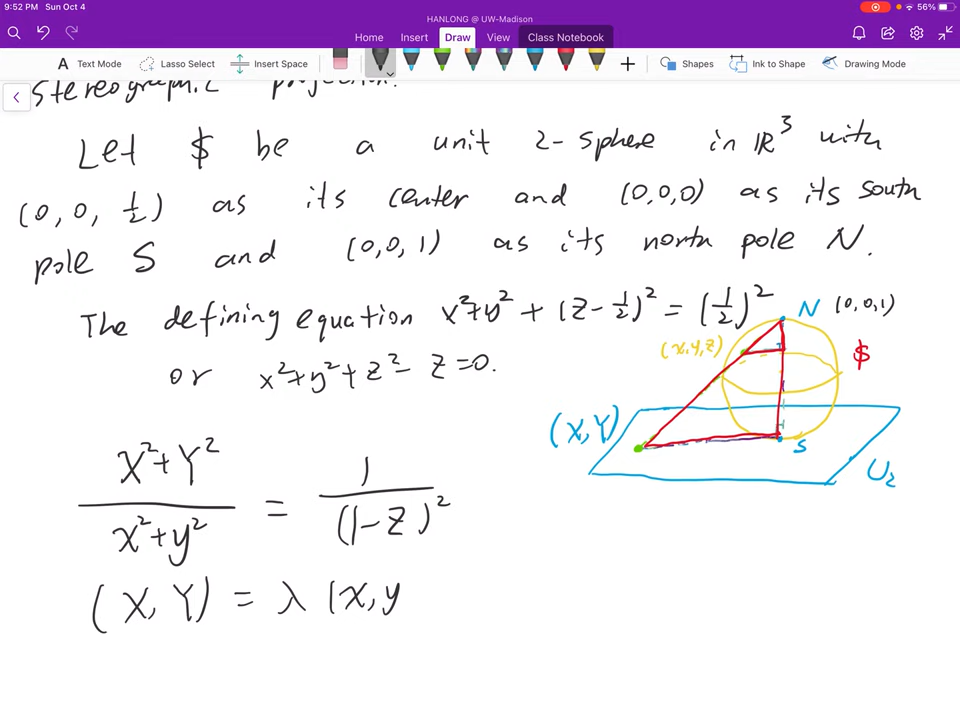 9:52 PM Sun Oct 4
56%
HANLONG @ UW-Madison
Home Insert Draw View Class Notebook
A Text Mode Lasso Select Insert Space Shapes Ink to Shape Drawing Mode
Stereographic projection.
Let $ be a unit 2-sphere in ℝ³ with
(0, 0, 1/2) as its center and (0,0,0) as its south
pole S and (0,0,1) as its north pole N.
The defining equation x²+y² + (z-1/2)² = (1/2)²
or x²+y²+z²-z=0.
N (0,0,1)
(x,y,z)
$
(X,Y)
S
U₂
(X²+Y²)/(x²+y²) = 1/(1-z)²
(X, Y) = λ (x, y